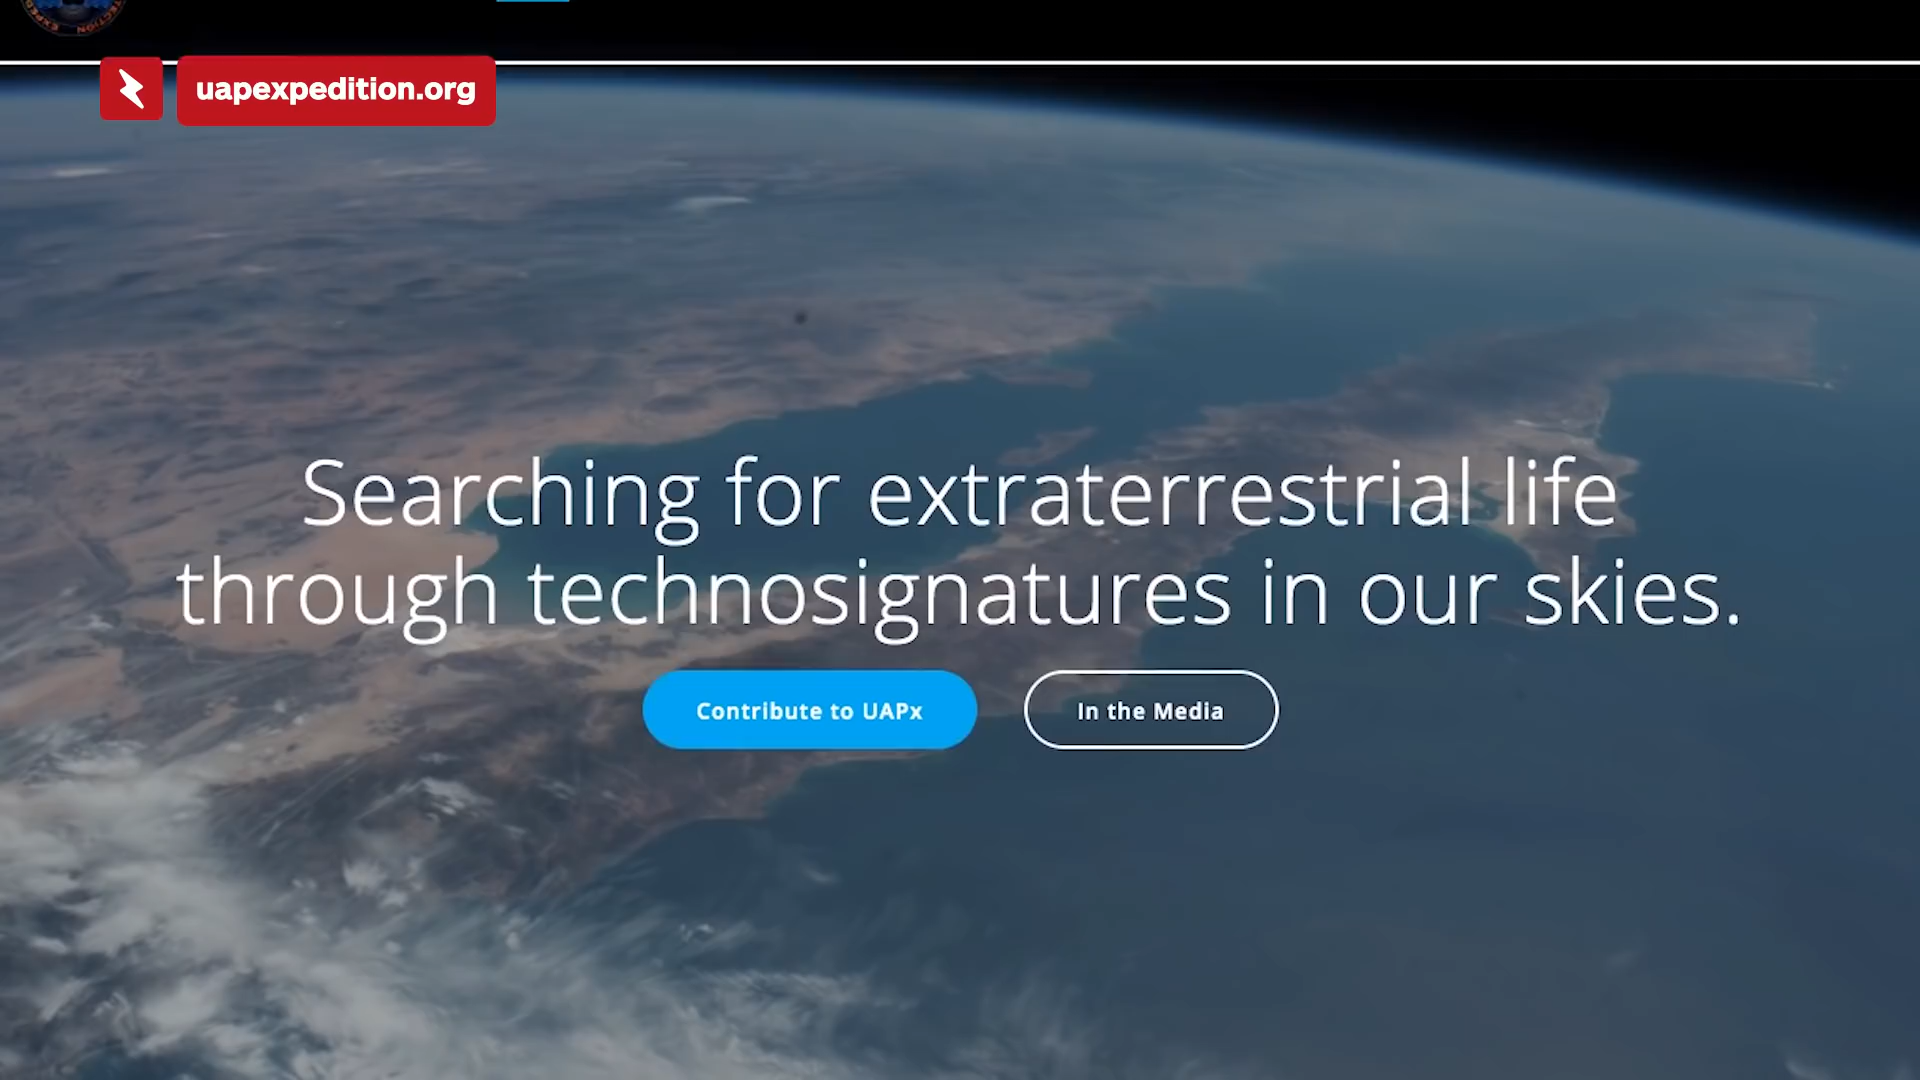 uapexpedition.org
Searching for extraterrestrial life
through technosignatures in our skies.
Contribute to UAPx
In the Media